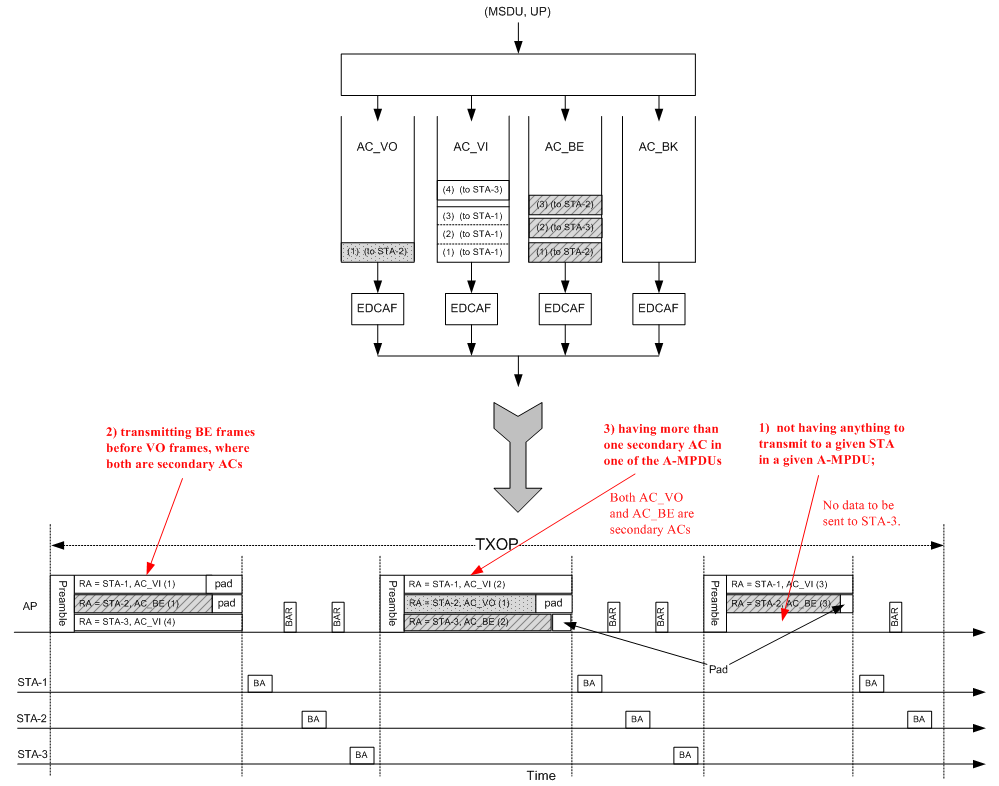 (MSDU, UP)
AC_VO
AC_VI
AC_BE
AC_BK
(4) (to STA-3)
(3) (to STA-1)
(2) (to STA-1)
(1) (to STA-1)
(1) (to STA-2)
(3) (to STA-2)
(2) (to STA-3)
(1) (to STA-2)
EDCAF
EDCAF
EDCAF
EDCAF
2) transmitting BE frames
before VO frames, where
both are secondary ACs
3) having more than
one secondary AC in
one of the A-MPDUs
Both AC_VO
and AC_BE are
secondary ACs
1) not having anything to
transmit to a given STA
in a given A-MPDU;
No data to be
sent to STA-3.
TXOP
AP
Preamble
RA = STA-1, AC_VI (1)
pad
RA = STA-2, AC_BE (1)
pad
RA = STA-3, AC_VI (4)
BAR
BAR
Preamble
RA = STA-1, AC_VI (2)
RA = STA-2, AC_VO (1)
pad
RA = STA-3, AC_BE (2)
BAR
BAR
Preamble
RA = STA-1, AC_VI (3)
RA = STA-2, AC_BE (3)
BAR
Pad
STA-1
BA
BA
BA
STA-2
BA
BA
BA
STA-3
BA
BA
Time